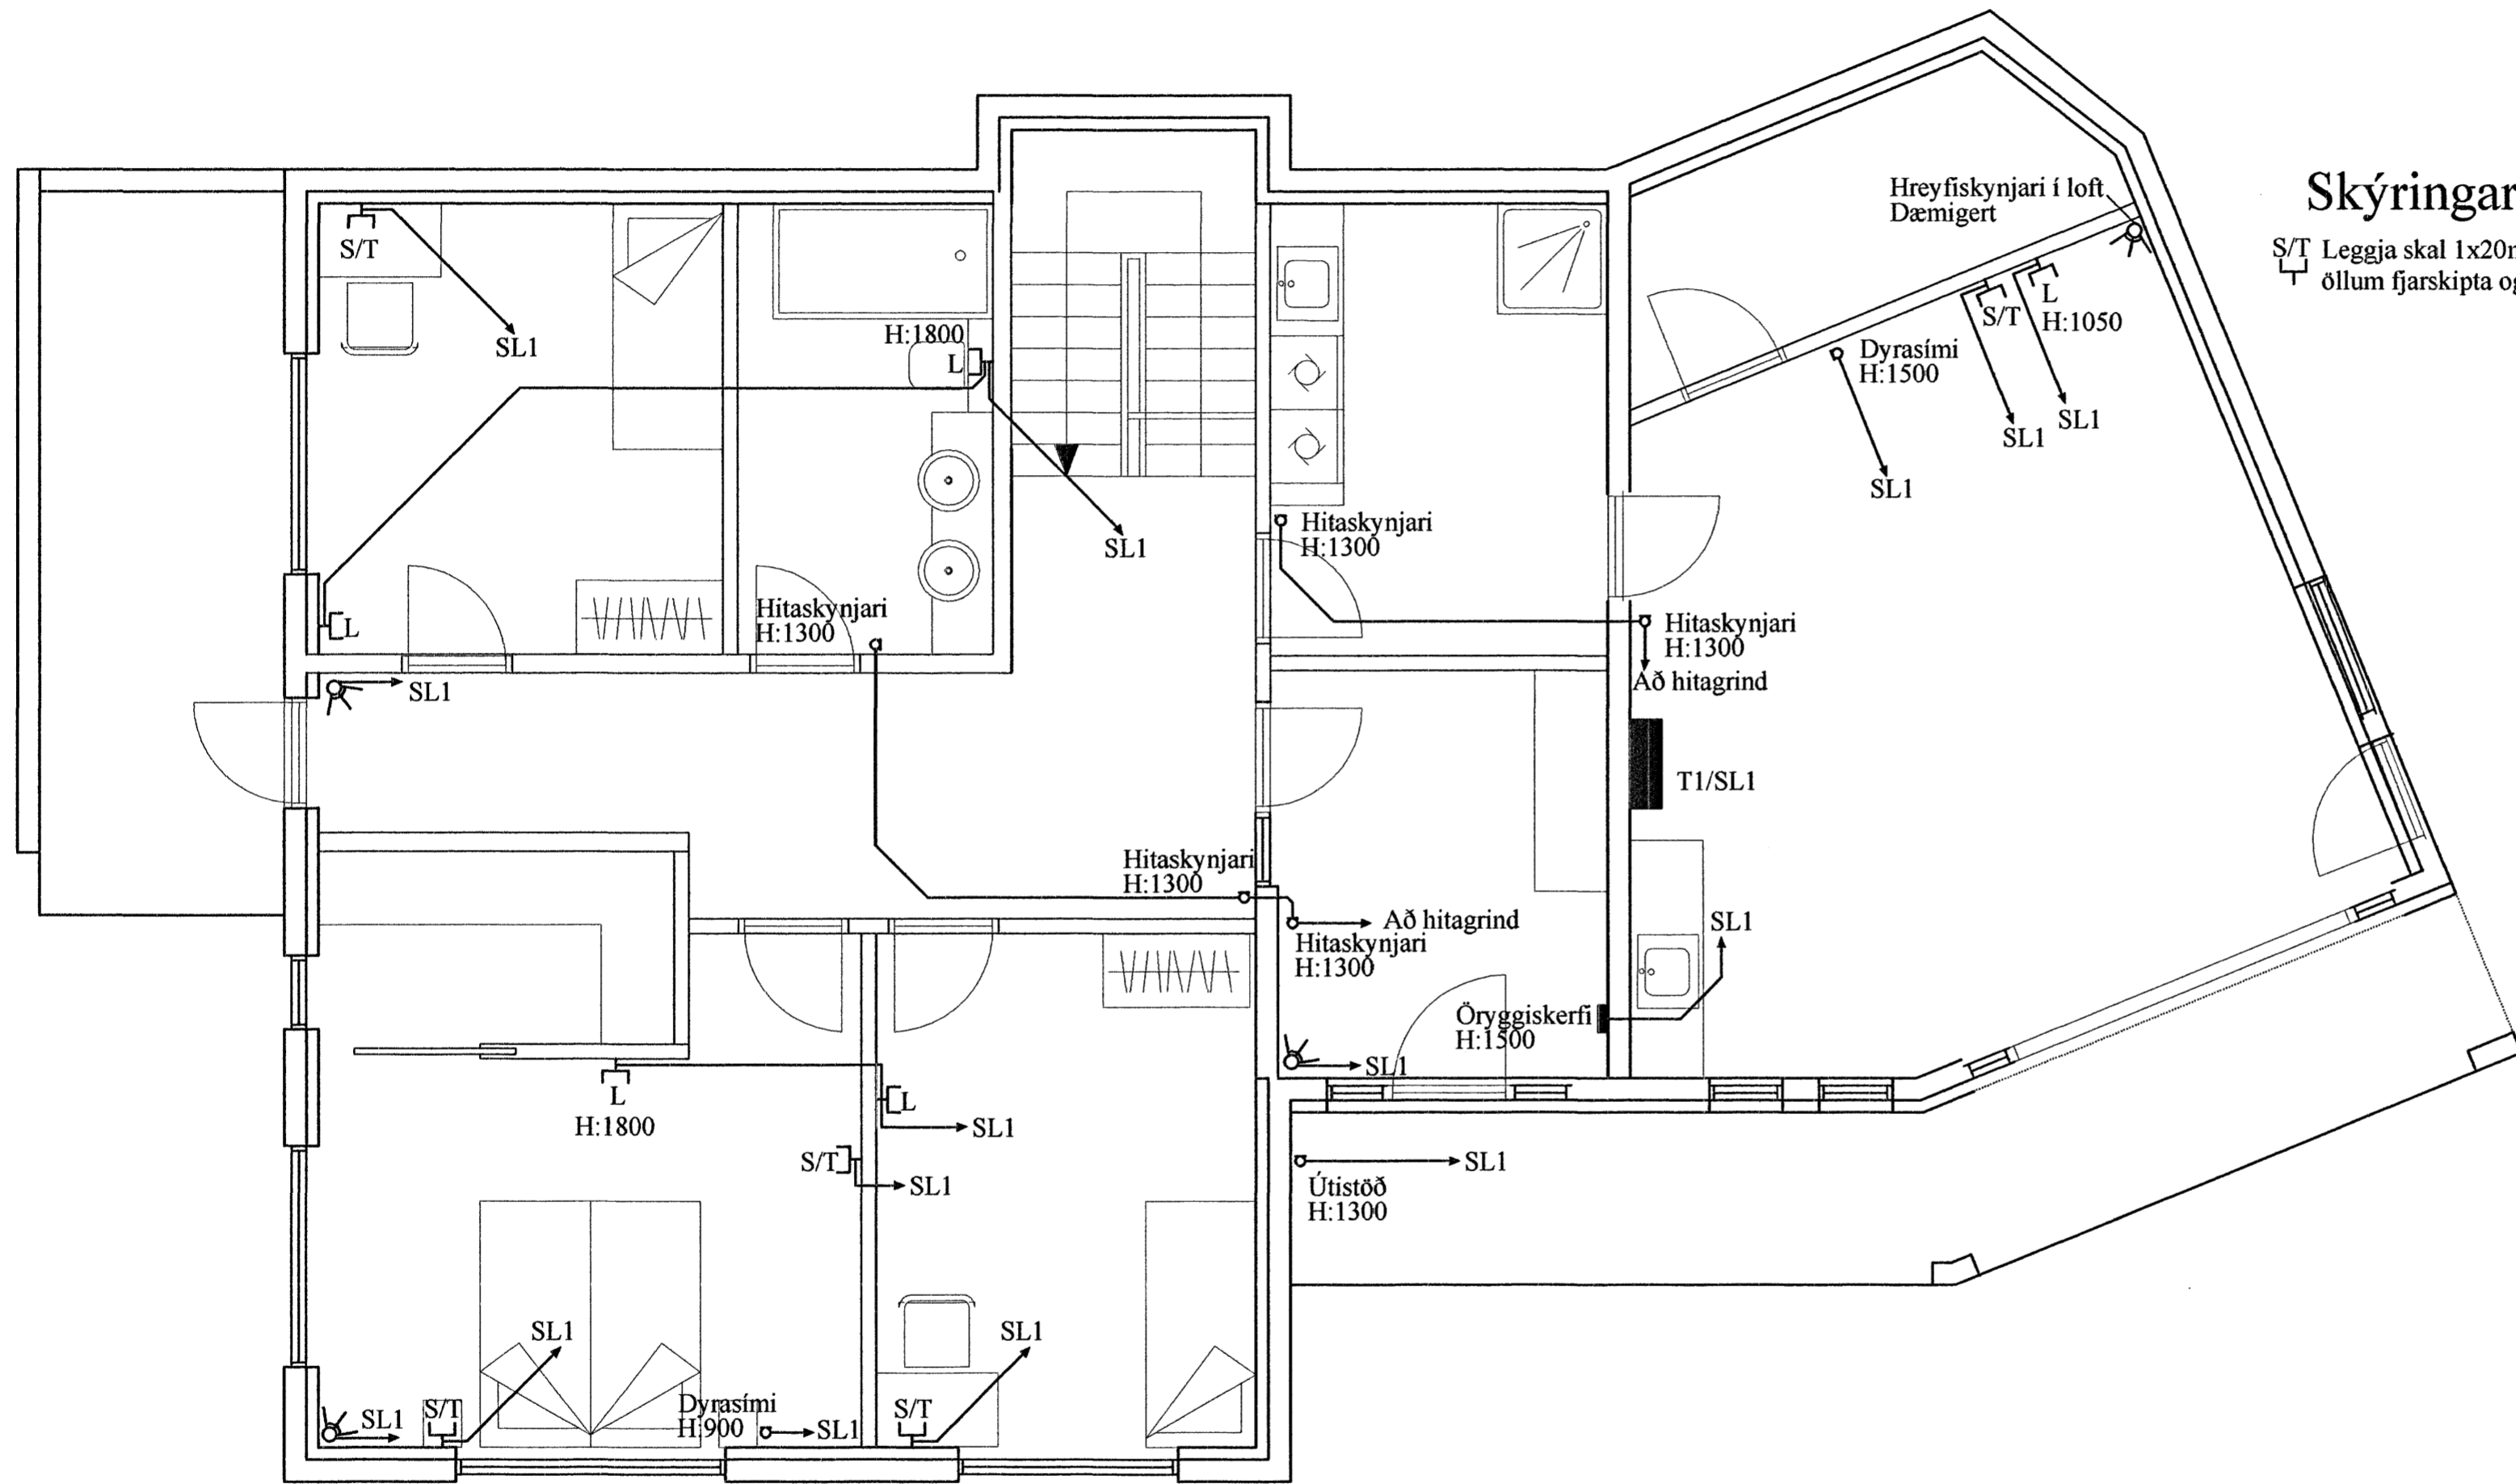 Skýringar
S/T Leggja skal 1x20
öllum fjarskipta og
Hreyfiskynjari í loft
Dæmigert
S/T
SL1
H:1800
L
SL1
L
S/T
L
H:1050
SL1
SL1
Dyrasími
H:1500
SL1
Hitaskynjari
H:1300
Hitaskynjari
H:1300
Að hitagrind
Hitaskynjari
H:1300
SL1
T1/SL1
Hitaskynjari
H:1300
Að hitagrind
Hitaskynjari
H:1300
SL1
Öryggiskerfi
H:1500
SL1
L
H:1800
L
SL1
S/T
SL1
SL1
Útistöð
H:1300
SL1
SL1
SL1
S/T
Dyrasími
H:900
SL1
S/T